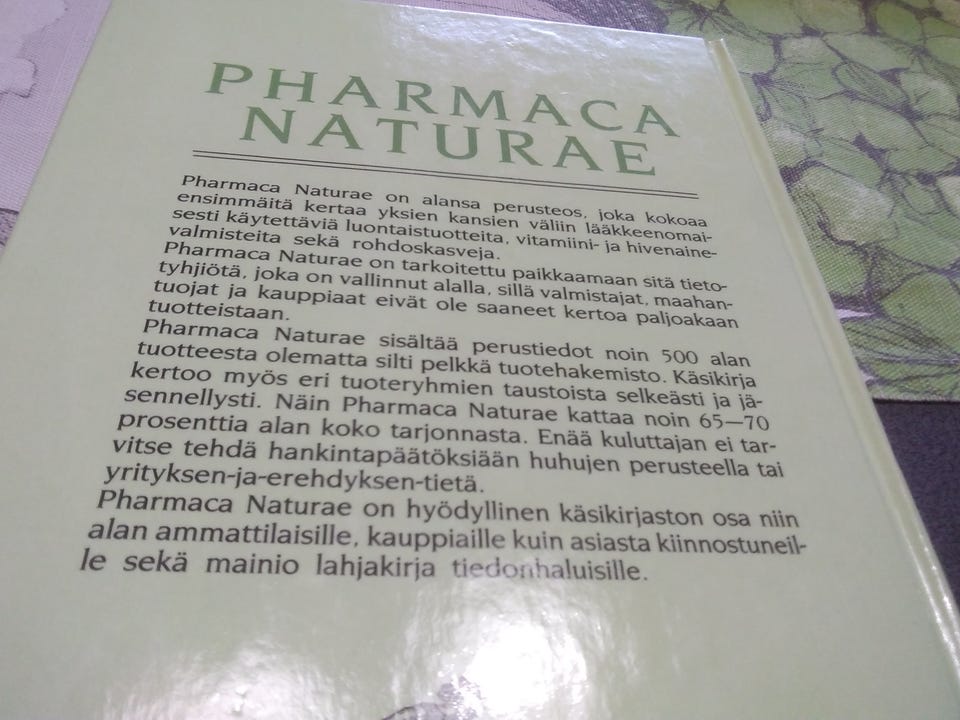 PHARMACA
NATURAE
Pharmaca Naturae on alansa perusteos, joka kokoaa
ensimmäitä kertaa yksien kansien väliin lääkkeenomai-
sesti käytettäviä luontaistuotteita, vitamiini- ja hivenaine-
valmisteita sekä rohdoskasveja.
Pharmaca Naturae on tarkoitettu paikkaamaan sitä tieto-
tyhjiötä, joka on vallinnut alalla, sillä valmistajat, maahan-
tuojat ja kauppiaat eivät ole saaneet kertoa paljoakaan
tuotteistaan.
Pharmaca Naturae sisältää perustiedot noin 500 alan
tuotteesta olematta silti pelkkä tuotehakemisto. Käsikirja
kertoo myös eri tuoteryhmien taustoista selkeästi ja jä-
sennellysti. Näin Pharmaca Naturae kattaa noin 65—70
prosenttia alan koko tarjonnasta. Enää kuluttajan ei tar-
vitse tehdä hankintapäätöksiään huhujen perusteella tai
yrityksen-ja-erehdyksen-tietä.
Pharmaca Naturae on hyödyllinen käsikirjaston osa niin
alan ammattilaisille, kauppiaille kuin asiasta kiinnostuneil-
le sekä mainio lahjakirja tiedonhaluisille.